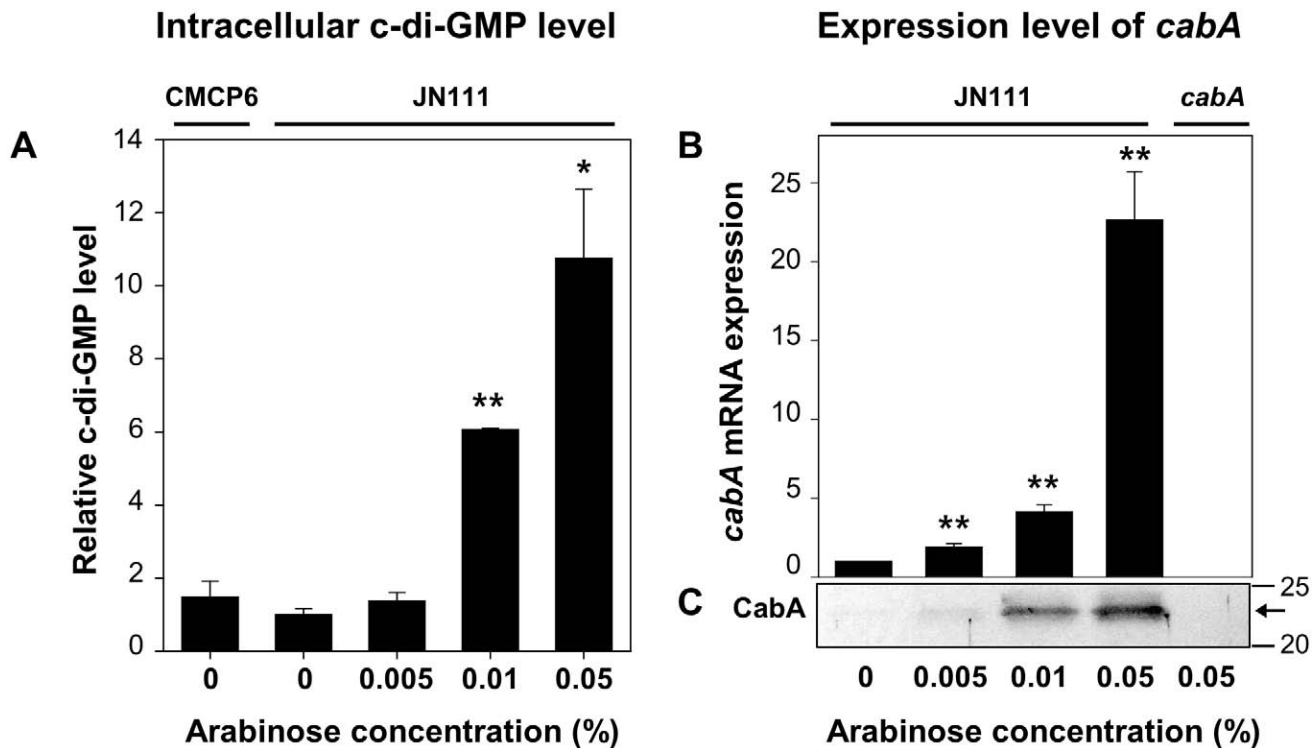 Intracellular c-di-GMP level
CMCP6 JN111
A
14
12
10
8
6
4
2
0
Relative c-di-GMP level
**
*
0 0 0.005 0.01 0.05
Arabinose concentration (%)
Expression level of cabA
JN111 cabA
B
25
20
15
10
5
0
cabA mRNA expression
**
**
**
C CabA
25
20
0 0.005 0.01 0.05 0.05
Arabinose concentration (%)